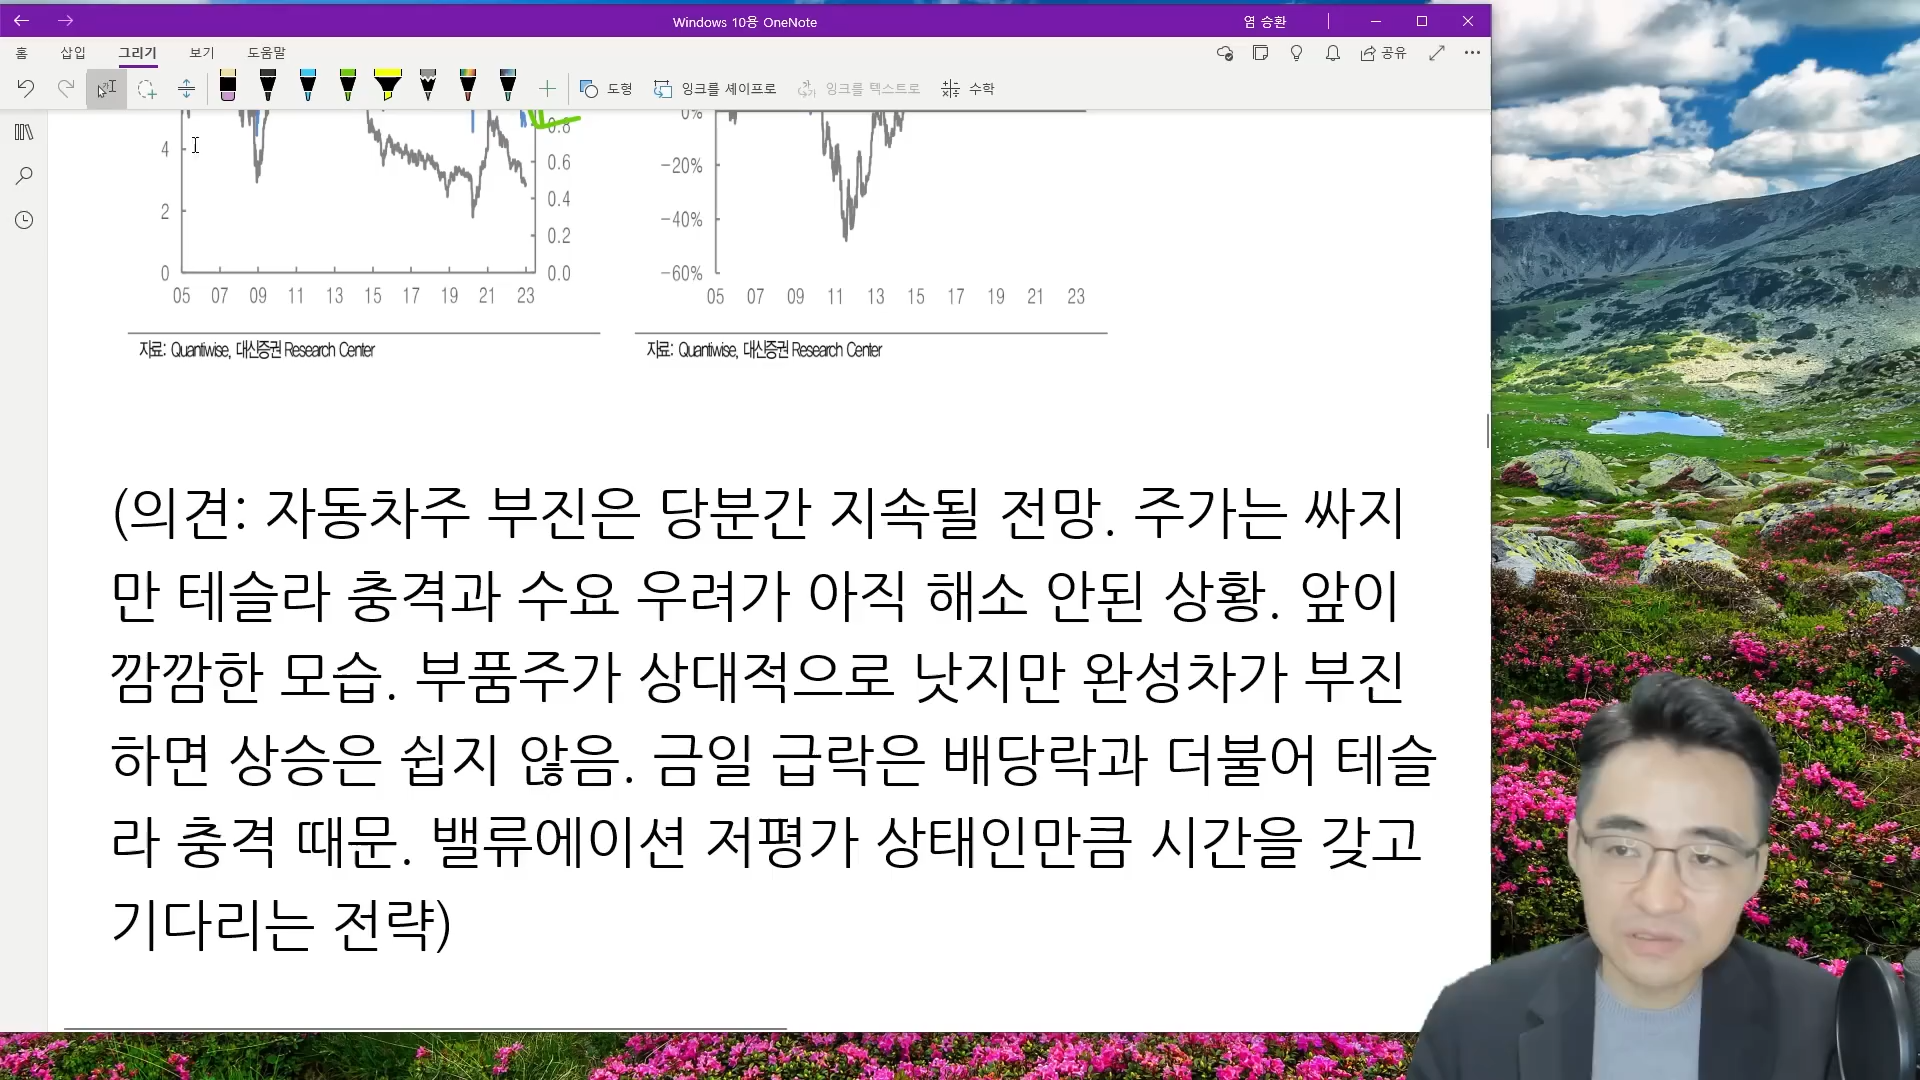 Windows 10용 OneNote
염 승환
홈 삽입 그리기 보기 도움말
공유
도형 잉크를 셰이프로 잉크를 텍스트로 수학
4
2
0
0.8
0.6
0.4
0.2
0.0
05 07 09 11 13 15 17 19 21 23
자료: Quantiwise, 대신증권 Research Center
0%
-20%
-40%
-60%
05 07 09 11 13 15 17 19 21 23
자료: Quantiwise, 대신증권 Research Center
(의견: 자동차주 부진은 당분간 지속될 전망. 주가는 싸지
만 테슬라 충격과 수요 우려가 아직 해소 안된 상황. 앞이
깜깜한 모습. 부품주가 상대적으로 낫지만 완성차가 부진
하면 상승은 쉽지 않음. 금일 급락은 배당락과 더불어 테슬
라 충격 때문. 밸류에이션 저평가 상태인만큼 시간을 갖고
기다리는 전략)